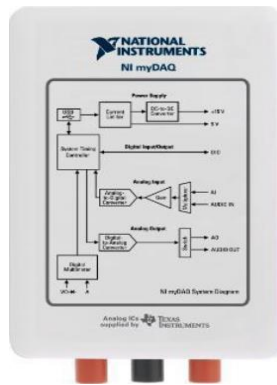 NATIONAL
INSTRUMENTS
NI myDAQ
Power Supply
USB
Current
Limiter
DC-to-DC
Converter
+15 V
5 V
System Timing
Controller
Digital Input/Output
DIO
Analog Input
Analog-
to-Digital
Converter
Gain
AI
AUDIO IN
Analog Output
Digital-
to-Analog
Converter
Switch
AO
AUDIO OUT
Digital
Multimeter
NI myDAQ System Diagram
Analog ICs
supplied by
TEXAS
INSTRUMENTS